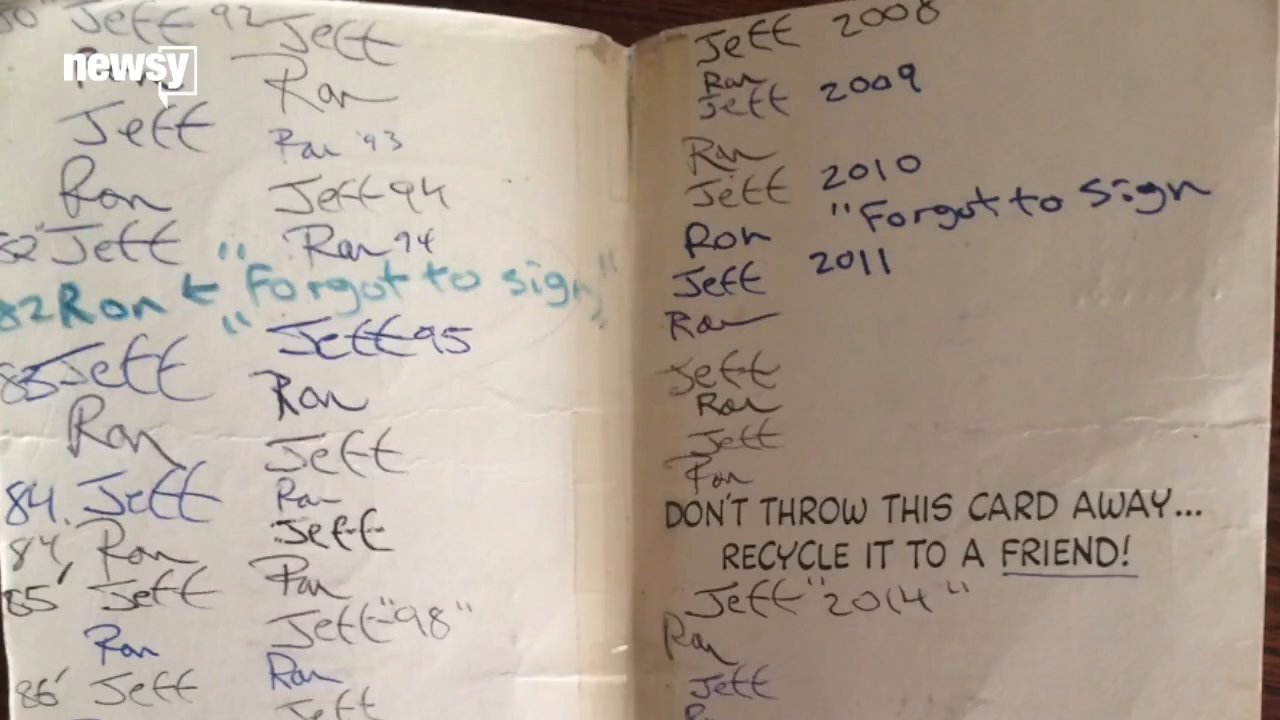 newsy
Jeff 92
Jeff
Ron
82 Jeff
82 Ron ← "Forgot to sign"
83 Jeff
Ron
84 Jeff
84' Ron
85' Jeff
Ron
86' Jeff
Jeff
Ron
Ron '93
Jeff 94
Ron 94
Jeff 95
Ron
Jeff
Ron
Jeff
Ron
Jeff "98"
Ron
Jeff
Jeff 2008
Ron
Jeff 2009
Ron
Jeff 2010
Ron "Forgot to sign
Jeff 2011
Ron
Jeff
Ron
Jeff
Ron
DON'T THROW THIS CARD AWAY...
RECYCLE IT TO A FRIEND!
Jeff "2014"
Ron
Jeff